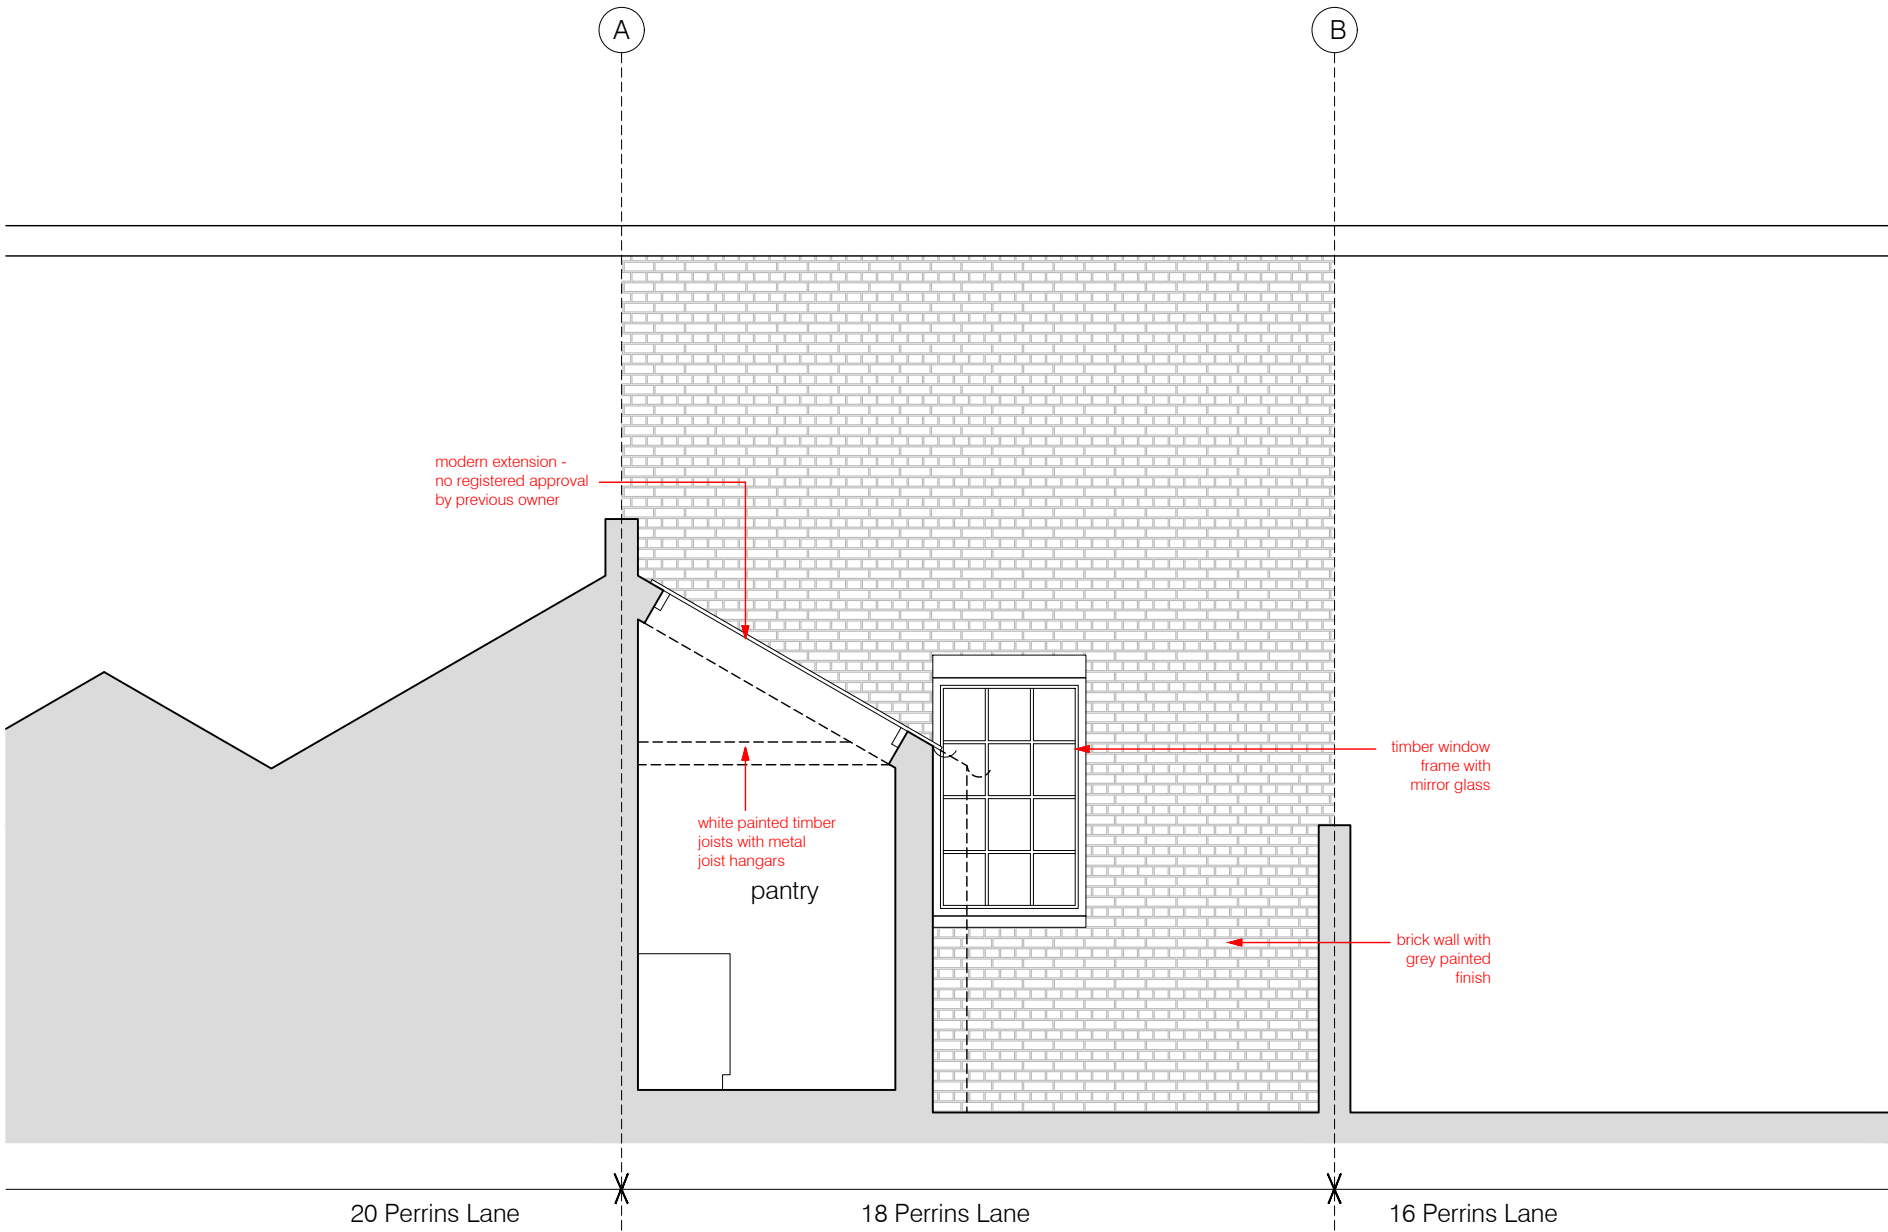 A
B
modern extension -
no registered approval
by previous owner
timber window
frame with
mirror glass
white painted timber
joists with metal
joist hangars
pantry
brick wall with
grey painted
finish
20 Perrins Lane
18 Perrins Lane
16 Perrins Lane